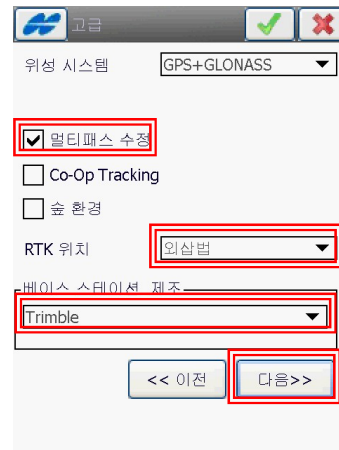 고급
위성 시스템 GPS+GLONASS
멀티패스 수정
Co-Op Tracking
숲 환경
RTK 위치 외삽법
베이스 스테이션 제조
Trimble
<< 이전 다음>>